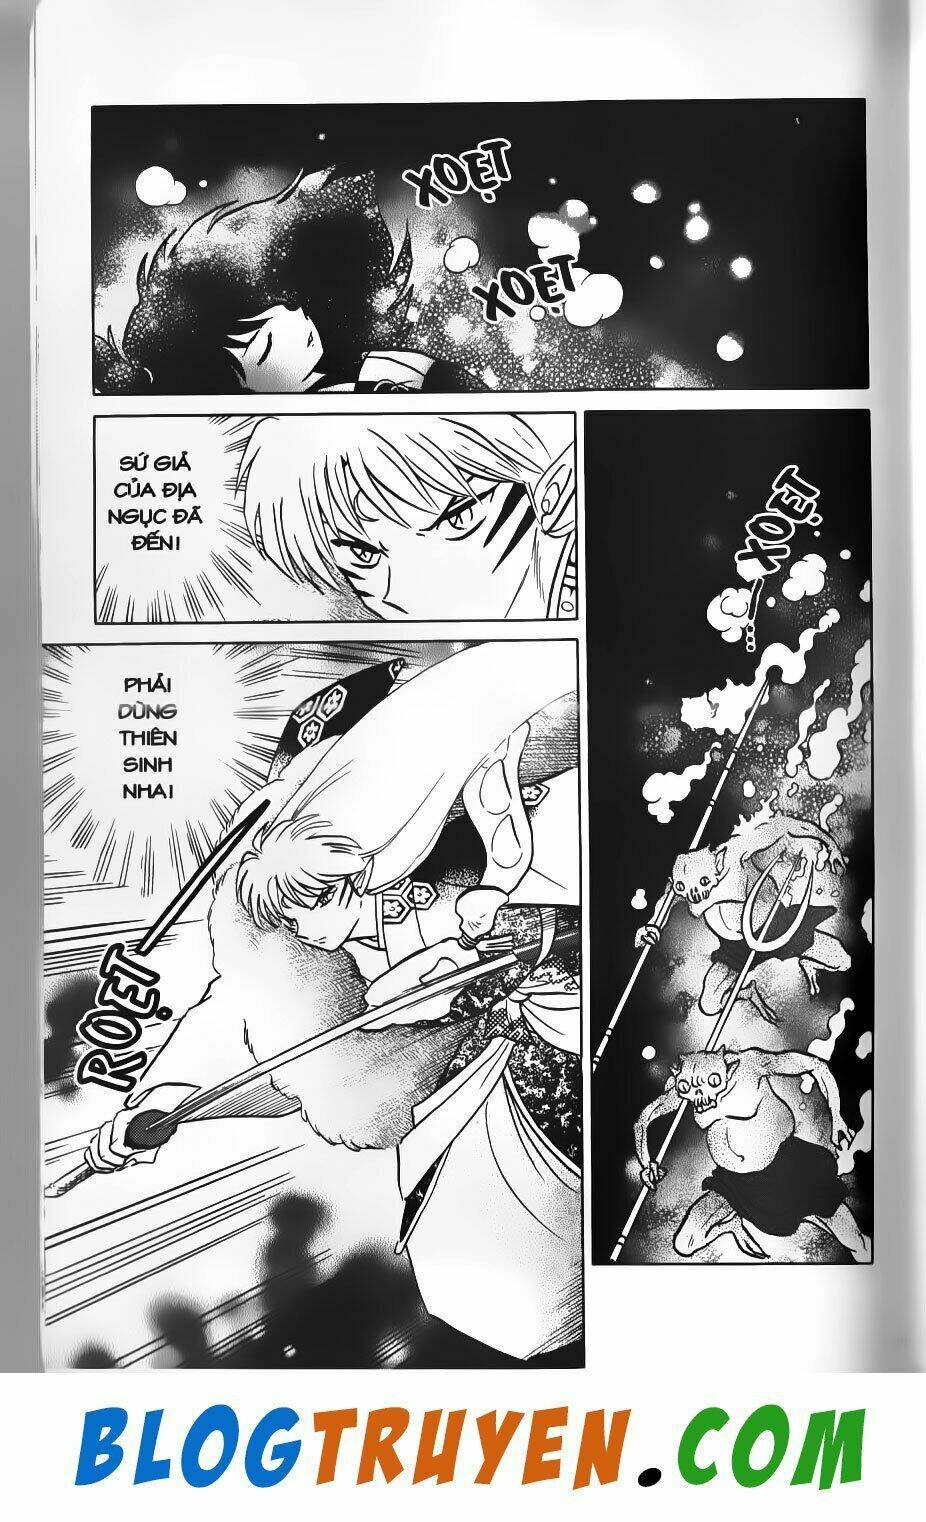 XOẸT
XOẸT
SỨ GIẢ
CỦA ĐỊA
NGỤC ĐÃ
ĐẾN!
XOẸT
PHẢI
DÙNG
THIÊN
SINH
NHA!
ROẸT
BLOGTRUYEN.COM